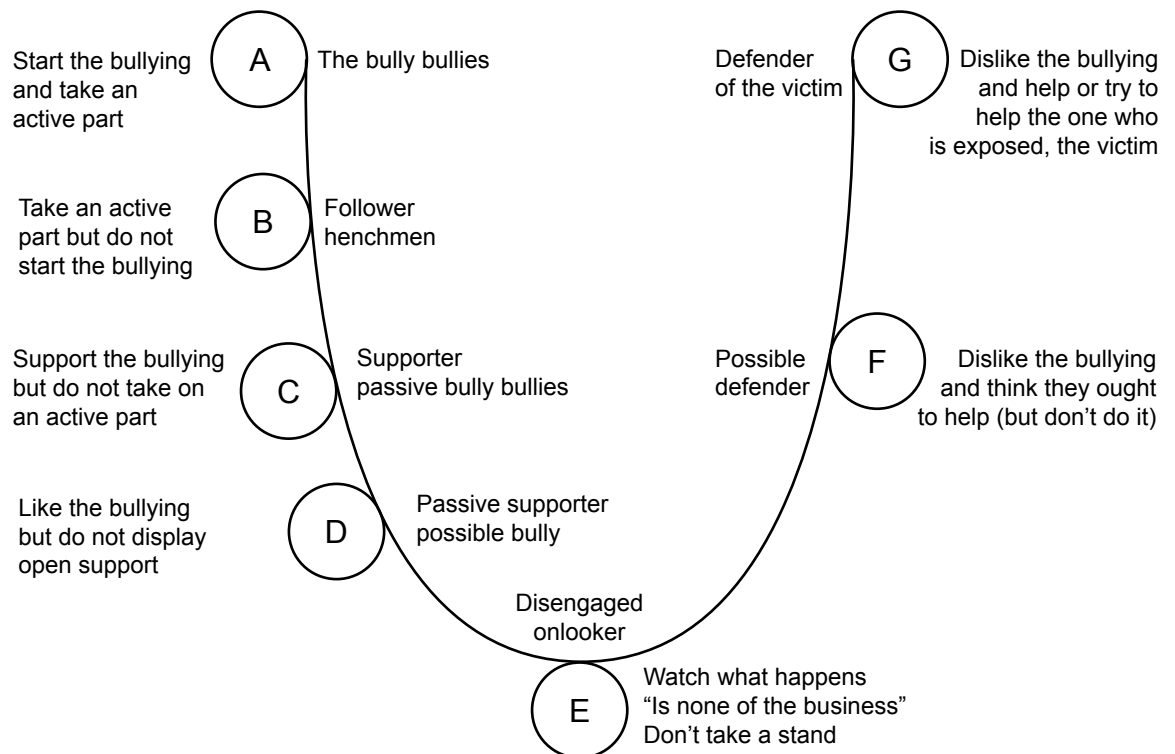 Start the bullying
and take an
active part
A
The bully bullies
Take an active
part but do not
start the bullying
B
Follower
henchmen
Support the bullying
but do not take on
an active part
C
Supporter
passive bully bullies
Like the bullying
but do not display
open support
D
Passive supporter
possible bully
Disengaged
onlooker
E
Watch what happens
“Is none of the business”
Don’t take a stand
Possible
defender
F
Dislike the bullying
and think they ought
to help (but don’t do it)
Defender
of the victim
G
Dislike the bullying
and help or try to
help the one who
is exposed, the victim